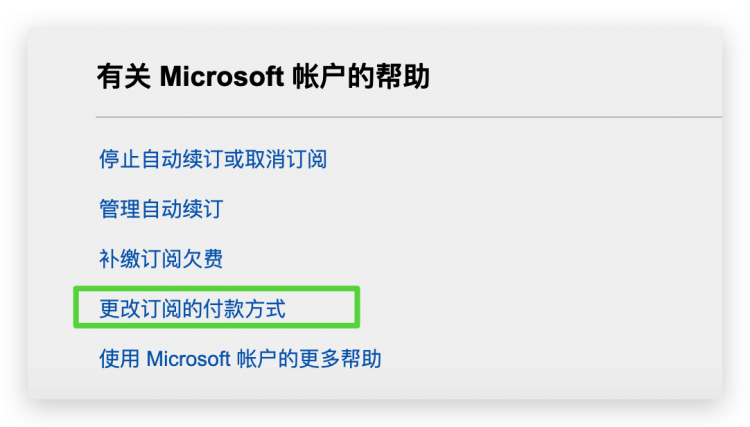 有关 Microsoft 帐户的帮助
停止自动续订或取消订阅
管理自动续订
补缴订阅欠费
更改订阅的付款方式
使用 Microsoft 帐户的更多帮助